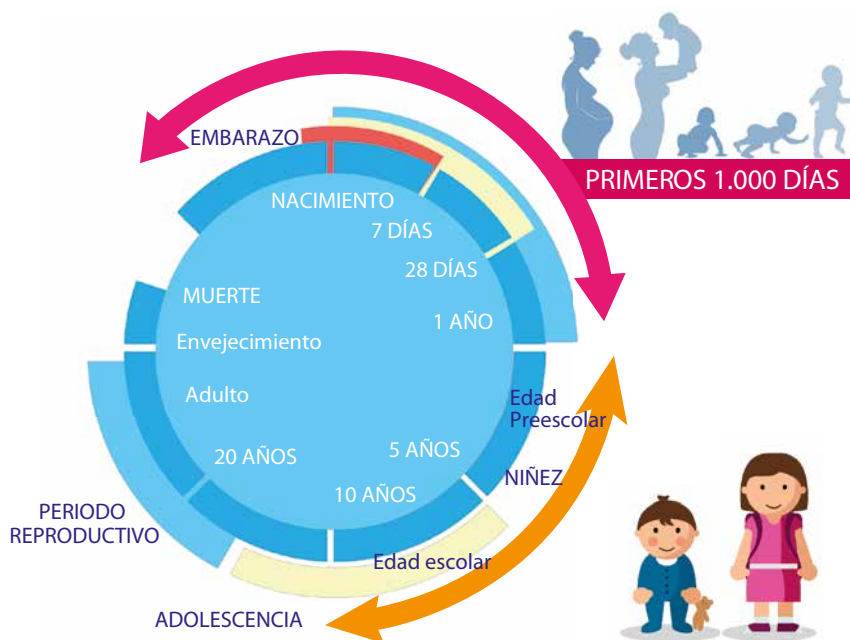 EMBARAZO
PRIMEROS 1.000 DÍAS
NACIMIENTO
7 DÍAS
28 DÍAS
1 AÑO
MUERTE
Envejecimiento
Adulto
Edad
Preescolar
20 AÑOS
5 AÑOS
NIÑEZ
10 AÑOS
PERIODO
REPRODUCTIVO
Edad escolar
ADOLESCENCIA